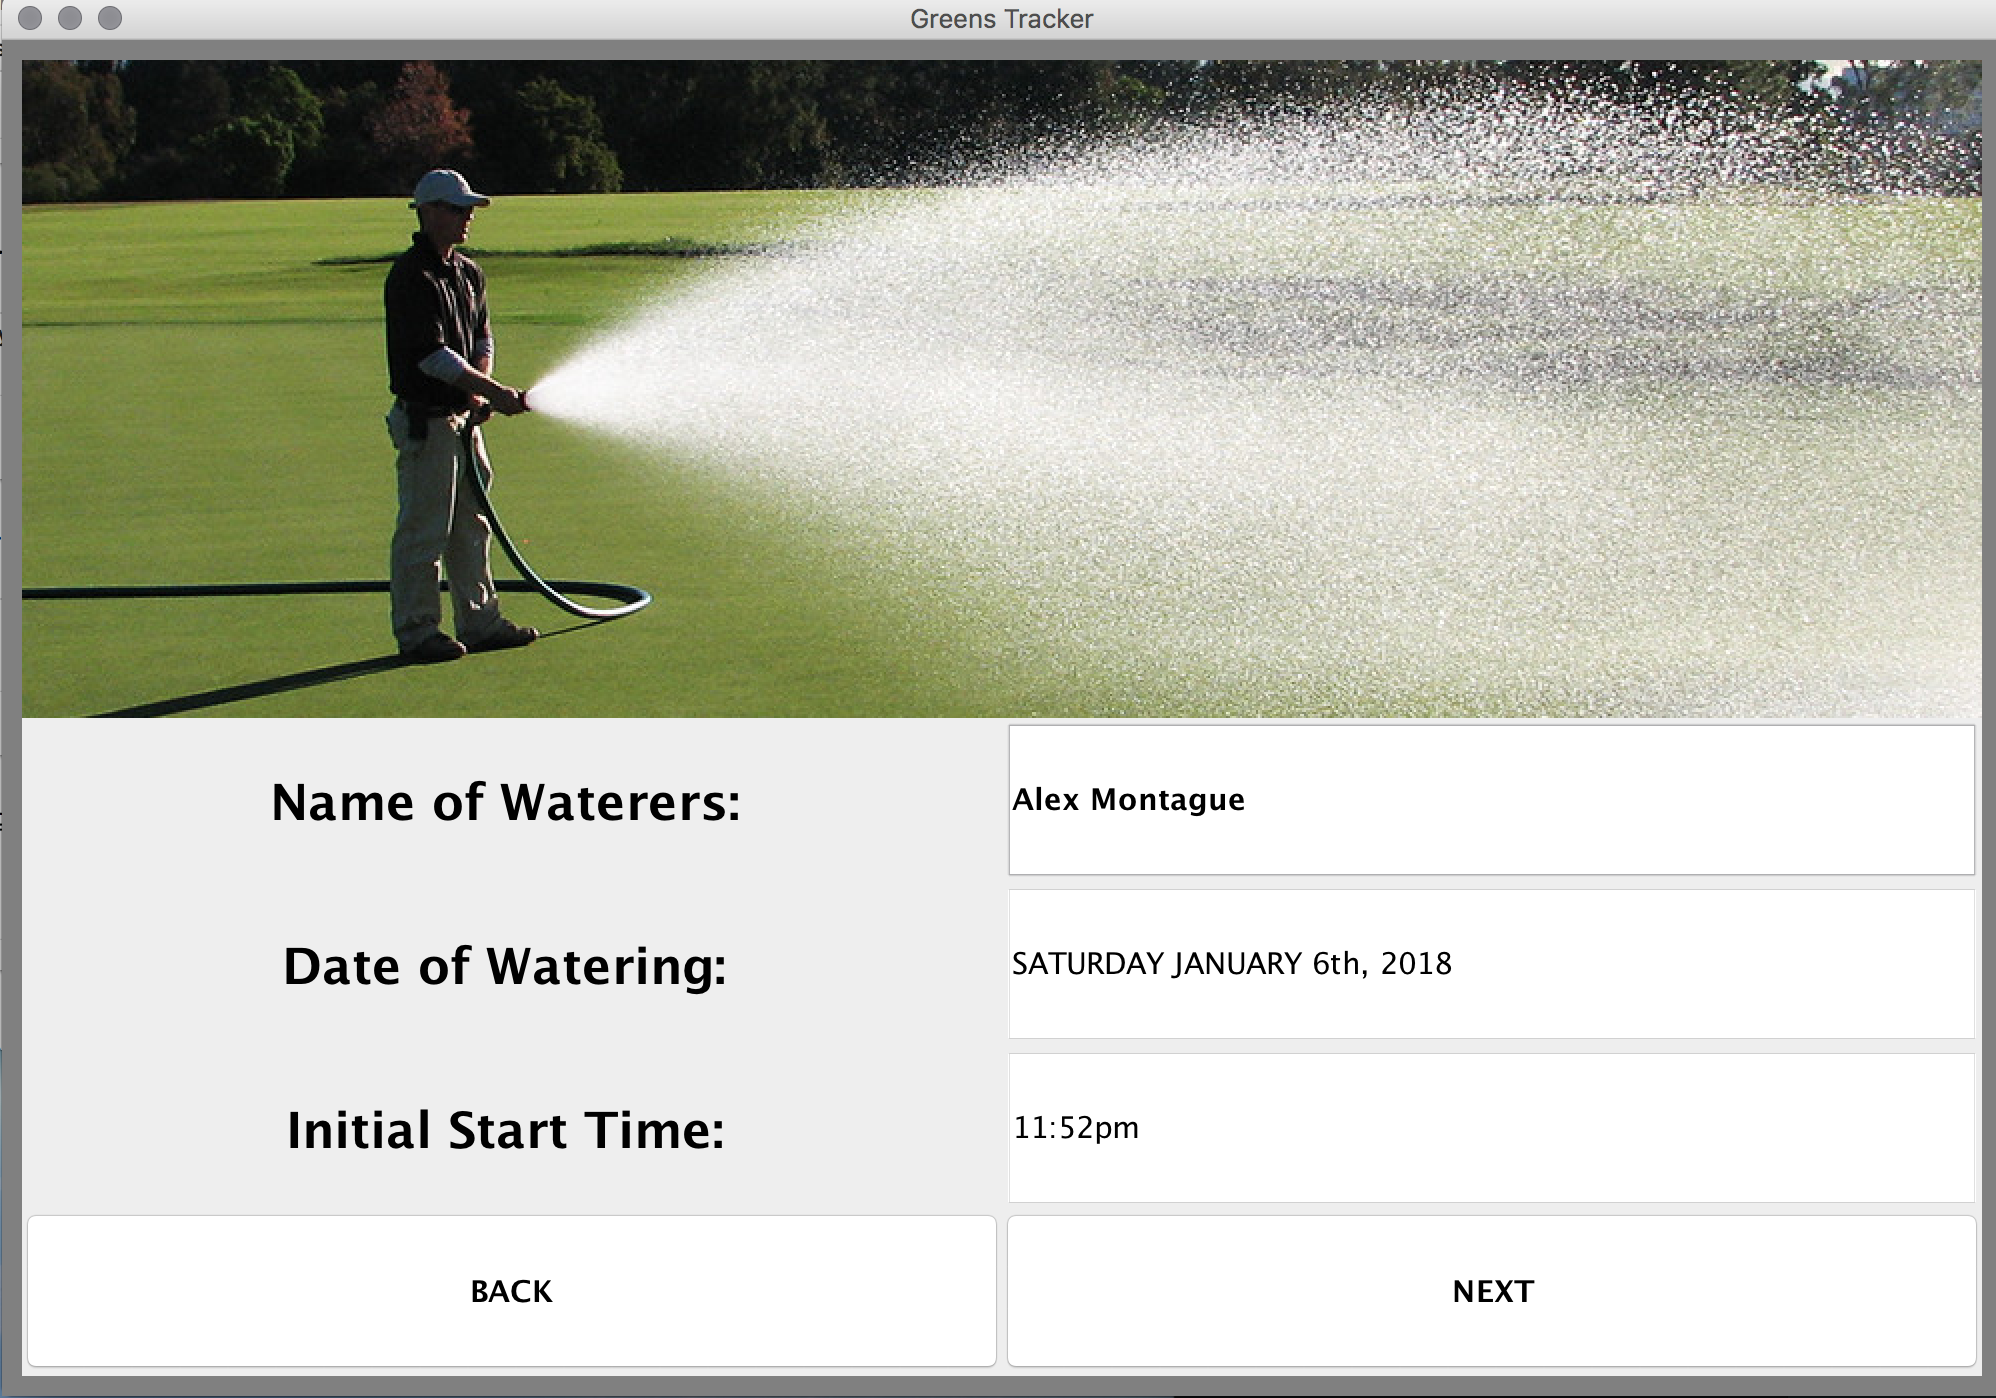 Greens Tracker
Name of Waterers:
Alex Montague
Date of Watering:
SATURDAY JANUARY 6th, 2018
Initial Start Time:
11:52pm
BACK
NEXT